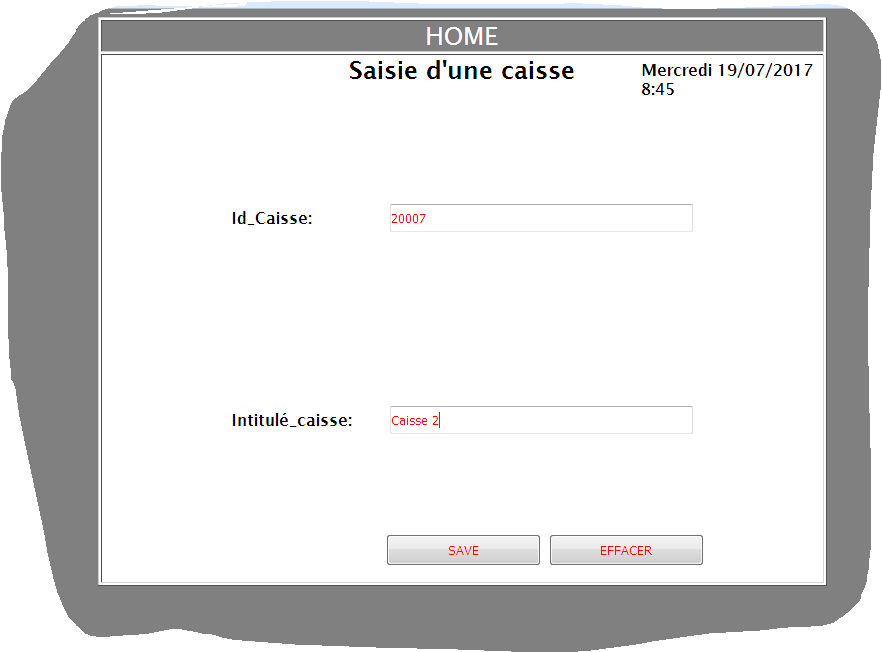 HOME
Saisie d'une caisse
Mercredi 19/07/2017
8:45
Id_Caisse: 20007
Intitulé_caisse: Caisse 2
SAVE EFFACER